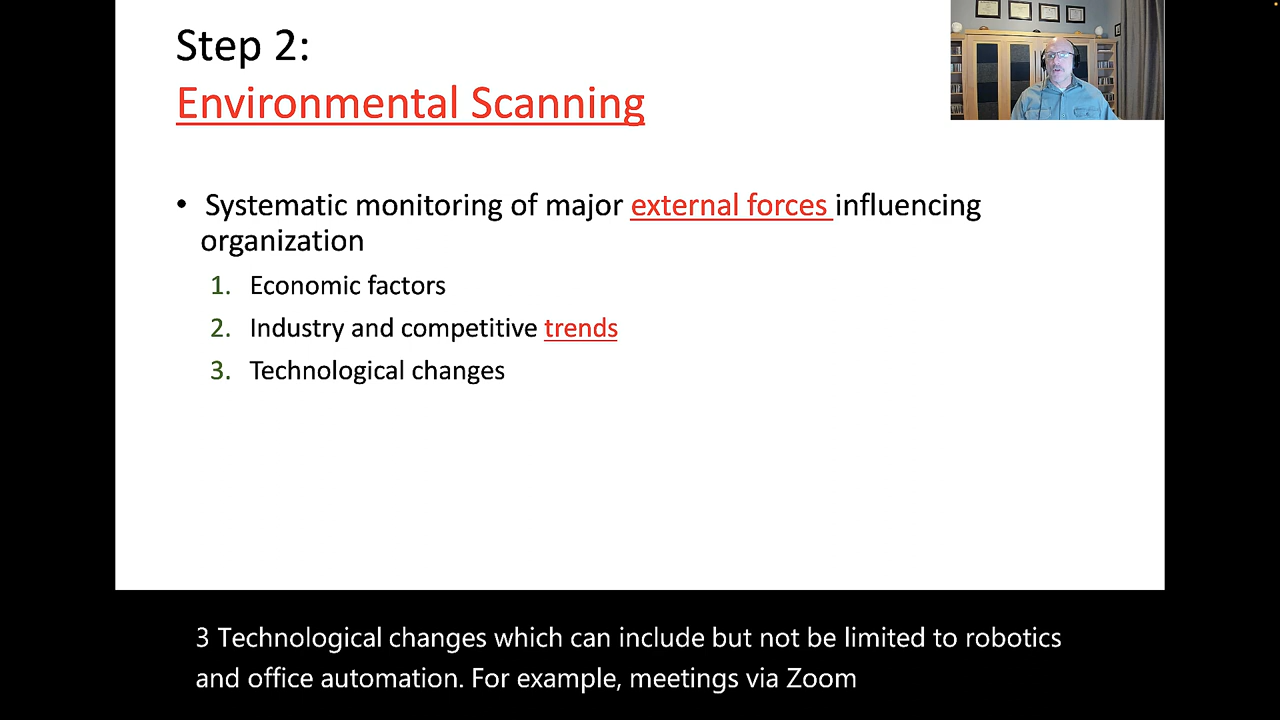 Step 2:
Environmental Scanning
• Systematic monitoring of major external forces influencing
organization
1. Economic factors
2. Industry and competitive trends
3. Technological changes
3 Technological changes which can include but not be limited to robotics
and office automation. For example, meetings via Zoom